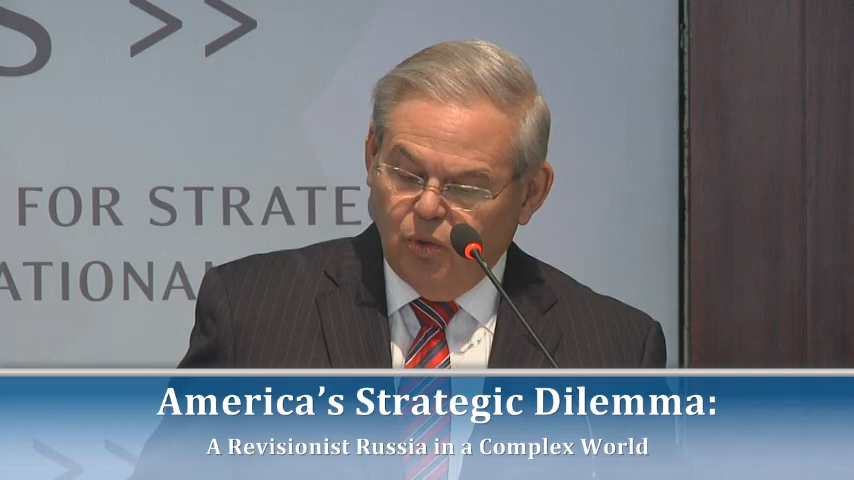 S >>
FOR STRATE
ATIONAL
America's Strategic Dilemma:
A Revisionist Russia in a Complex World
>>